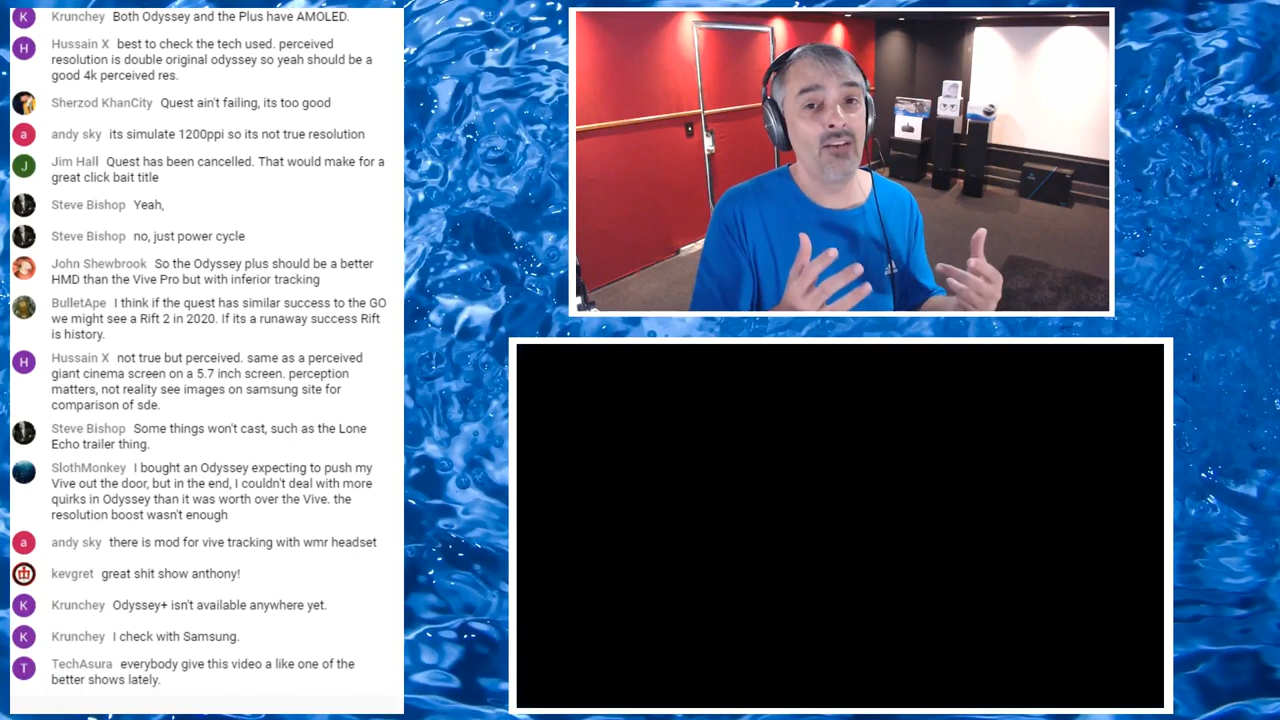 K Krunchey Both Odyssey and the Plus have AMOLED.
H Hussain X best to check the tech used. perceived
resolution is double original odyssey so yeah should be a
good 4k perceived res.
Sherzod KhanCity Quest ain't failing, its too good
a andy sky its simulate 1200ppi so its not true resolution
J Jim Hall Quest has been cancelled. That would make for a
great click bait title
Steve Bishop Yeah,
Steve Bishop no, just power cycle
John Shewbrook So the Odyssey plus should be a better
HMD than the Vive Pro but with inferior tracking
BulletApe I think if the quest has similar success to the GO
we might see a Rift 2 in 2020. If its a runaway success Rift
is history.
H Hussain X not true but perceived. same as a perceived
giant cinema screen on a 5.7 inch screen. perception
matters, not reality see images on samsung site for
comparison of sde.
Steve Bishop Some things won't cast, such as the Lone
Echo trailer thing.
SlothMonkey I bought an Odyssey expecting to push my
Vive out the door, but in the end, I couldn't deal with more
quirks in Odyssey than it was worth over the Vive. the
resolution boost wasn't enough
a andy sky there is mod for vive tracking with wmr headset
kevgret great shit show anthony!
K Krunchey Odyssey+ isn't available anywhere yet.
K Krunchey I check with Samsung.
T TechAsura everybody give this video a like one of the
better shows lately.